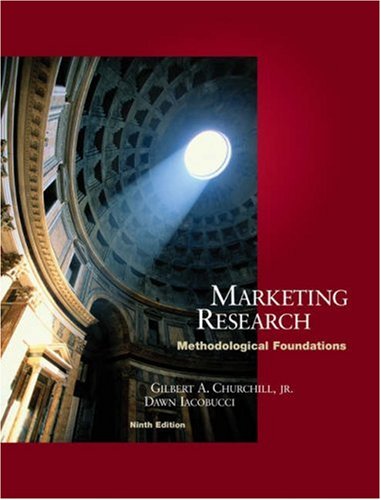 MARKETING
RESEARCH
Methodological Foundations
GILBERT A. CHURCHILL, JR.
DAWN IACOBUCCI
Ninth Edition